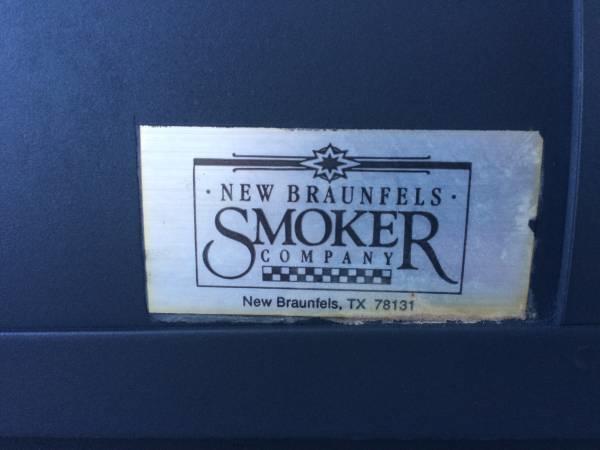 · NEW BRAUNFELS ·
SMOKER
COMPANY
New Braunfels, TX 78131